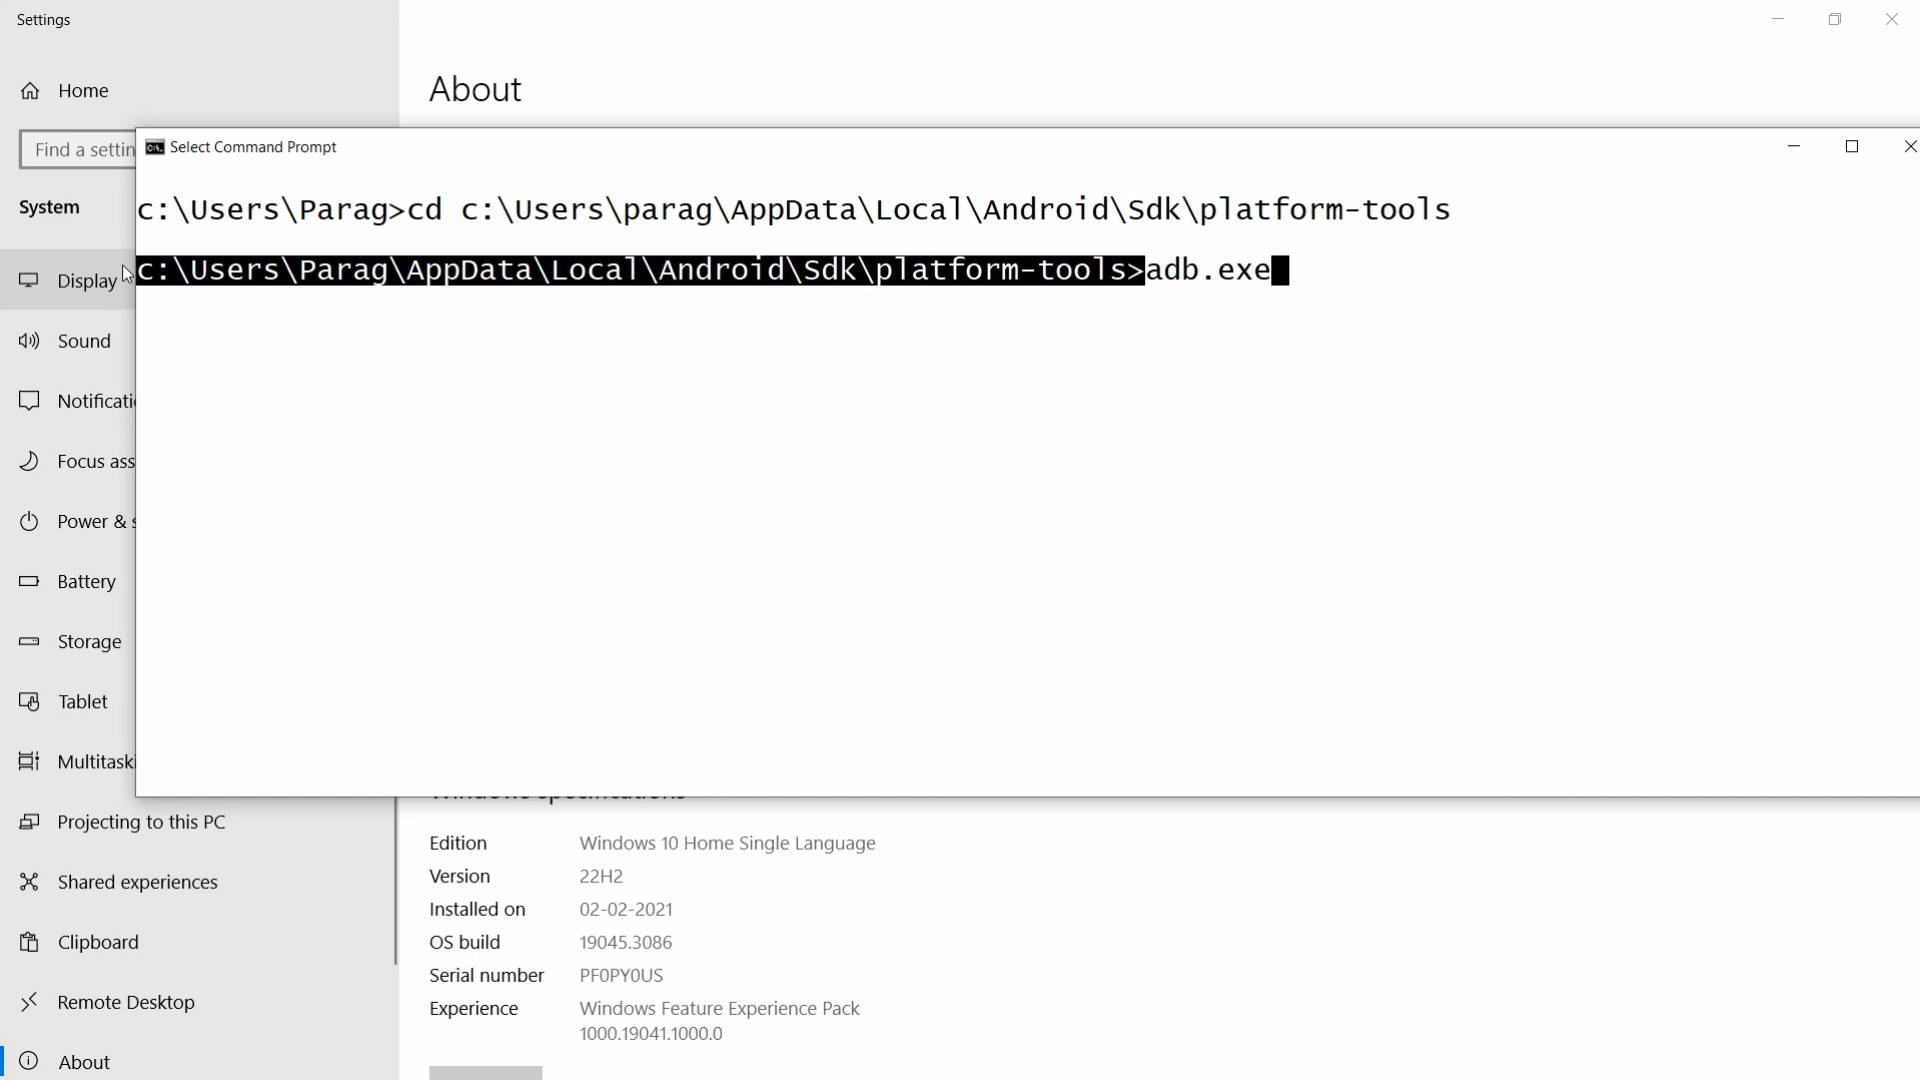 Settings
Home
About
Find a settin
Select Command Prompt
System
c:\Users\Parag>cd c:\Users\parag\AppData\Local\Android\Sdk\platform-tools
Display
c:\Users\Parag\AppData\Local\Android\Sdk\platform-tools>adb.exe
Sound
Notificati
Focus ass
Power & s
Battery
Storage
Tablet
Multitaski
Projecting to this PC
Shared experiences
Clipboard
Remote Desktop
About
Edition Windows 10 Home Single Language
Version 22H2
Installed on 02-02-2021
OS build 19045.3086
Serial number PF0PY0US
Experience Windows Feature Experience Pack
1000.19041.1000.0